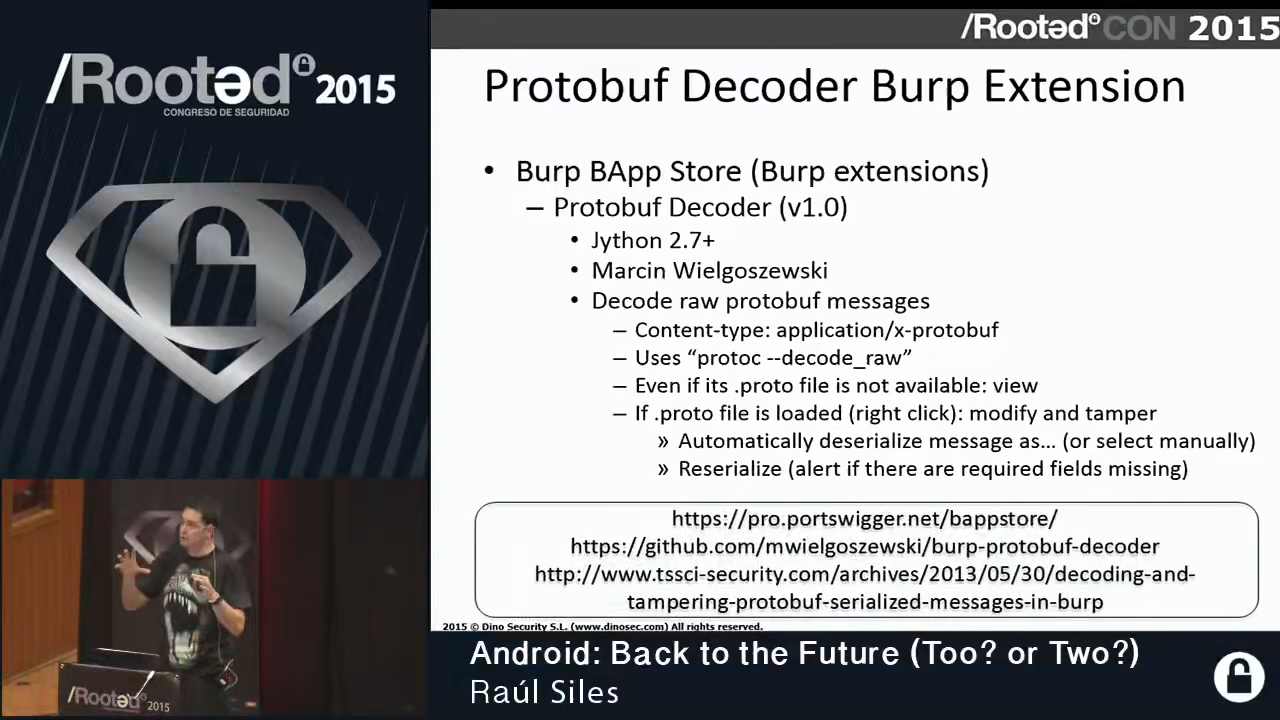 /Rootəd 2015
CONGRESO DE SEGURIDAD
/Rootəd CON 2015
Protobuf Decoder Burp Extension
• Burp BApp Store (Burp extensions)
– Protobuf Decoder (v1.0)
• Jython 2.7+
• Marcin Wielgoszewski
• Decode raw protobuf messages
– Content-type: application/x-protobuf
– Uses “protoc --decode_raw”
– Even if its .proto file is not available: view
– If .proto file is loaded (right click): modify and tamper
» Automatically deserialize message as… (or select manually)
» Reserialize (alert if there are required fields missing)
https://pro.portswigger.net/bappstore/
https://github.com/mwielgoszewski/burp-protobuf-decoder
http://www.tssci-security.com/archives/2013/05/30/decoding-and-
tampering-protobuf-serialized-messages-in-burp
2015 © Dino Security S.L. (www.dinosec.com) All rights reserved.
/Rootəd 2015
Android: Back to the Future (Too? or Two?)
Raúl Siles